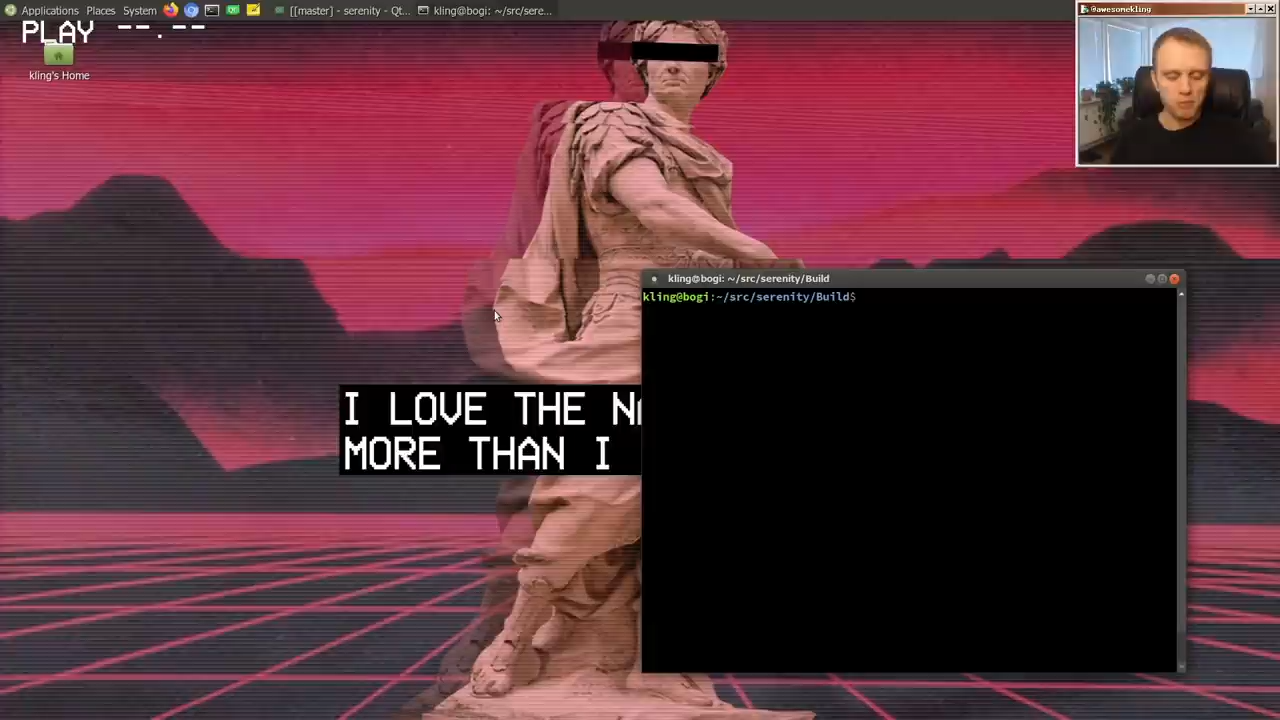 Applications Places System [[master] - serenity - Qt... kling@bogi: ~/src/sere...
@awesomekling
PLAY --.--
kling's Home
kling@bogi: ~/src/serenity/Build
kling@bogi:~/src/serenity/Build$
I LOVE THE
MORE THAN I